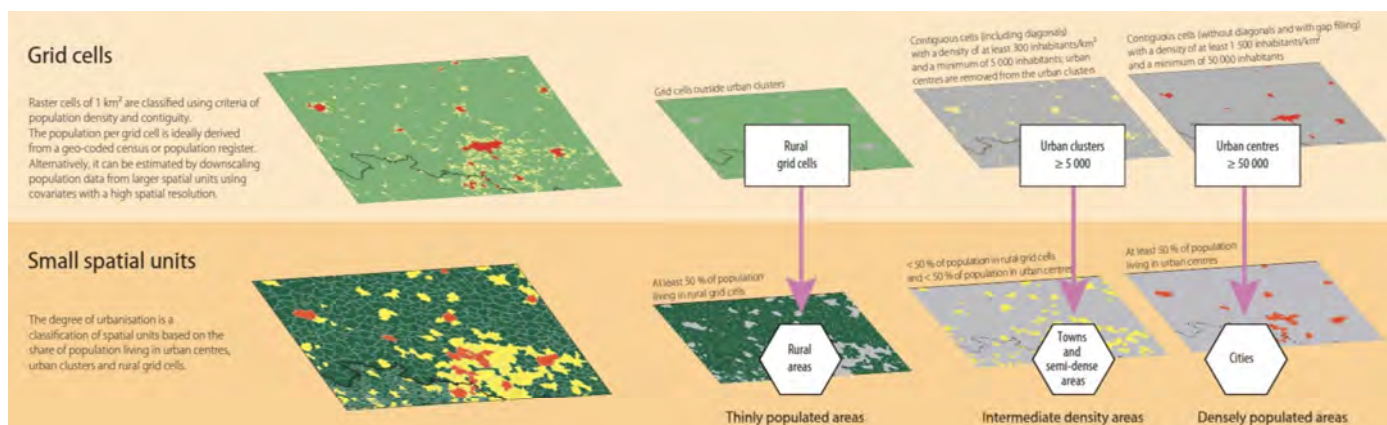 Grid cells
Raster cells of 1 km² are classified using criteria of
population density and contiguity.
The population per grid cell is ideally derived
from a geo-coded census or population register.
Alternatively, it can be estimated by downscaling
population data from larger spatial units using
covariates with a high spatial resolution.
Grid cells outside urban clusters
Rural
grid cells
Contiguous cells (including diagonals)
with a density of at least 300 inhabitants/km²
and a minimum of 5 000 inhabitants; urban
centres are removed from the urban clusters
Urban clusters
≥ 5 000
Contiguous cells (without diagonals and with gap filling)
with a density of at least 1 500 inhabitants/km²
and a minimum of 50 000 inhabitants
Urban centres
≥ 50 000
Small spatial units
The degree of urbanisation is a
classification of spatial units based on the
share of population living in urban centres,
urban clusters and rural grid cells.
At least 50 % of population
living in rural grid cells
Rural
areas
Thinly populated areas
< 50 % of population in rural grid cells
and < 50 % of population in urban centres
Towns
and
semi-dense
areas
Intermediate density areas
At least 50 % of population
living in urban centres
Cities
Densely populated areas